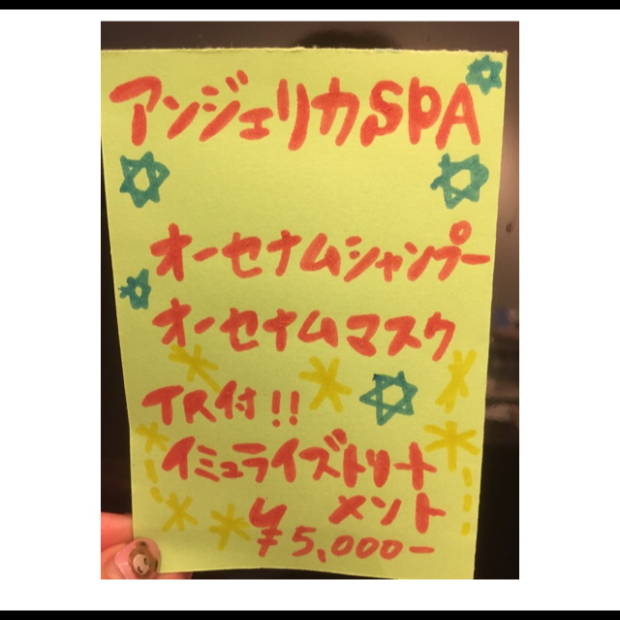 アンジェリカSPA
オーセナムシャンプー
オーセナムマスク
TR付!!
イミュライズトリート
メント
¥5,000-